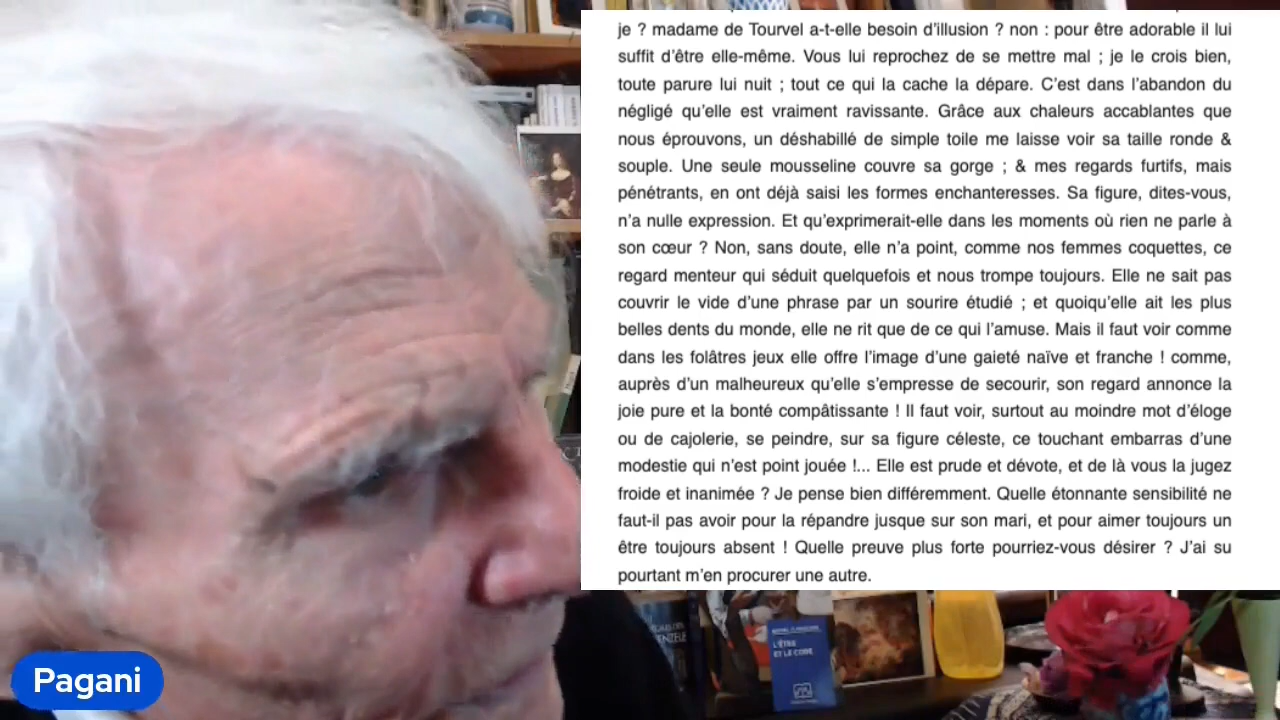 je ? madame de Tourvel a-t-elle besoin d’illusion ? non : pour être adorable il lui
suffit d’être elle-même. Vous lui reprochez de se mettre mal ; je le crois bien,
toute parure lui nuit ; tout ce qui la cache la dépare. C’est dans l’abandon du
négligé qu’elle est vraiment ravissante. Grâce aux chaleurs accablantes que
nous éprouvons, un déshabillé de simple toile me laisse voir sa taille ronde &
souple. Une seule mousseline couvre sa gorge ; & mes regards furtifs, mais
pénétrants, en ont déjà saisi les formes enchanteresses. Sa figure, dites-vous,
n’a nulle expression. Et qu’exprimerait-elle dans les moments où rien ne parle à
son cœur ? Non, sans doute, elle n’a point, comme nos femmes coquettes, ce
regard menteur qui séduit quelquefois et nous trompe toujours. Elle ne sait pas
couvrir le vide d’une phrase par un sourire étudié ; et quoiqu’elle ait les plus
belles dents du monde, elle ne rit que de ce qui l’amuse. Mais il faut voir comme
dans les folâtres jeux elle offre l’image d’une gaieté naïve et franche ! comme,
auprès d’un malheureux qu’elle s’empresse de secourir, son regard annonce la
joie pure et la bonté compâtissante ! Il faut voir, surtout au moindre mot d’éloge
ou de cajolerie, se peindre, sur sa figure céleste, ce touchant embarras d’une
modestie qui n’est point jouée !... Elle est prude et dévote, et de là vous la jugez
froide et inanimée ? Je pense bien différemment. Quelle étonnante sensibilité ne
faut-il pas avoir pour la répandre jusque sur son mari, et pour aimer toujours un
être toujours absent ! Quelle preuve plus forte pourriez-vous désirer ? J’ai su
pourtant m’en procurer une autre.
L'ÊTRE
ET LE CODE
Pagani